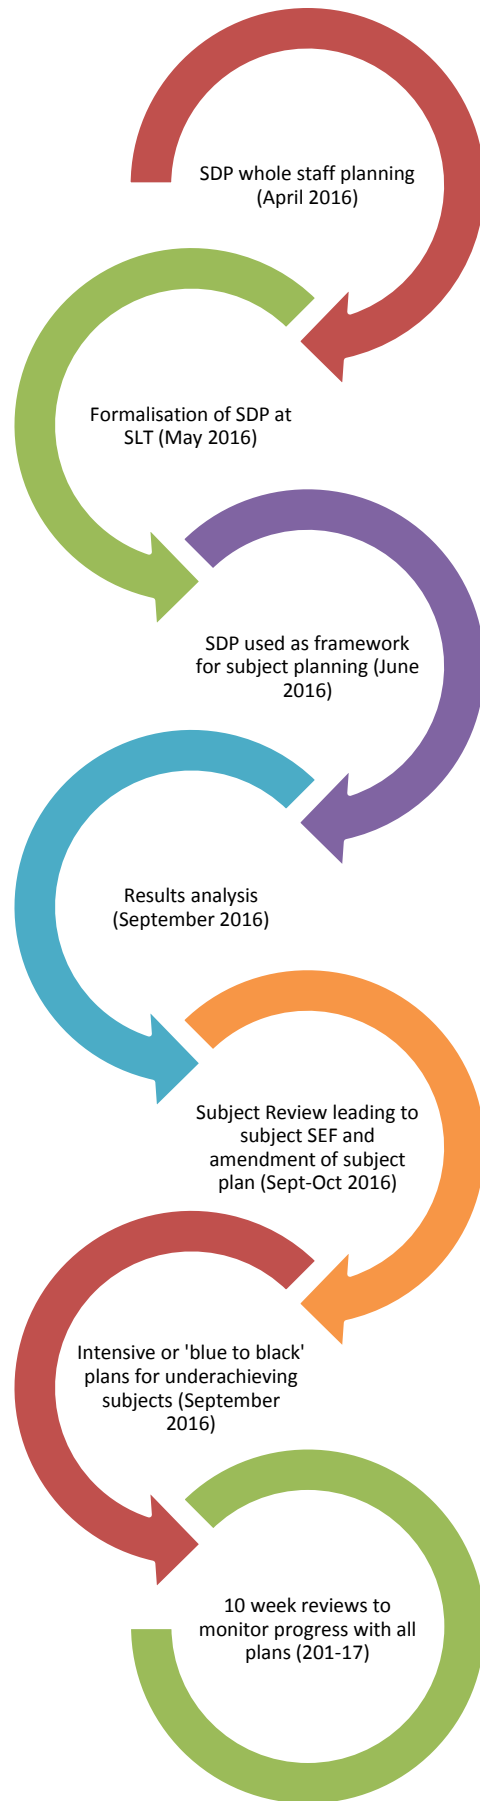 SDP whole staff planning
(April 2016)
Formalisation of SDP at
SLT (May 2016)
SDP used as framework
for subject planning (June
2016)
Results analysis
(September 2016)
Subject Review leading to
subject SEF and
amendment of subject
plan (Sept-Oct 2016)
Intensive or 'blue to black'
plans for underachieving
subjects (September
2016)
10 week reviews to
monitor progress with all
plans (201-17)